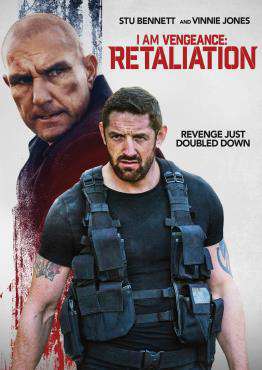 STU BENNETT AND VINNIE JONES
I AM VENGEANCE:
RETALIATION
REVENGE JUST
DOUBLED DOWN